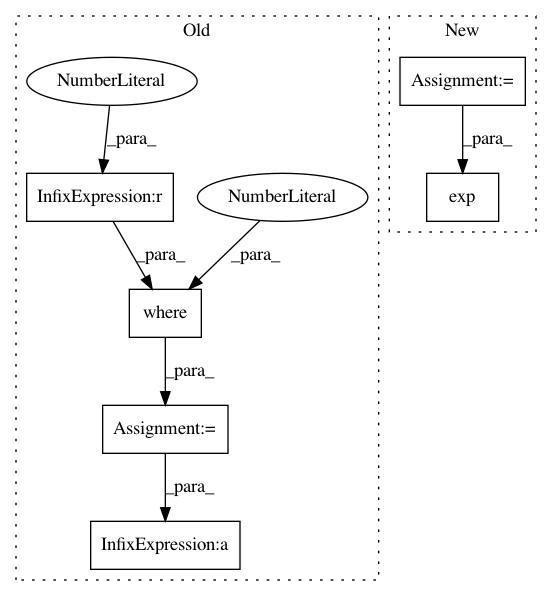 Old
New
NumberLiteral
Assignment:=
_para_
_para_
InfixExpression:r
NumberLiteral
exp
_para_
_para_
where
_para_
Assignment:=
_para_
InfixExpression:a